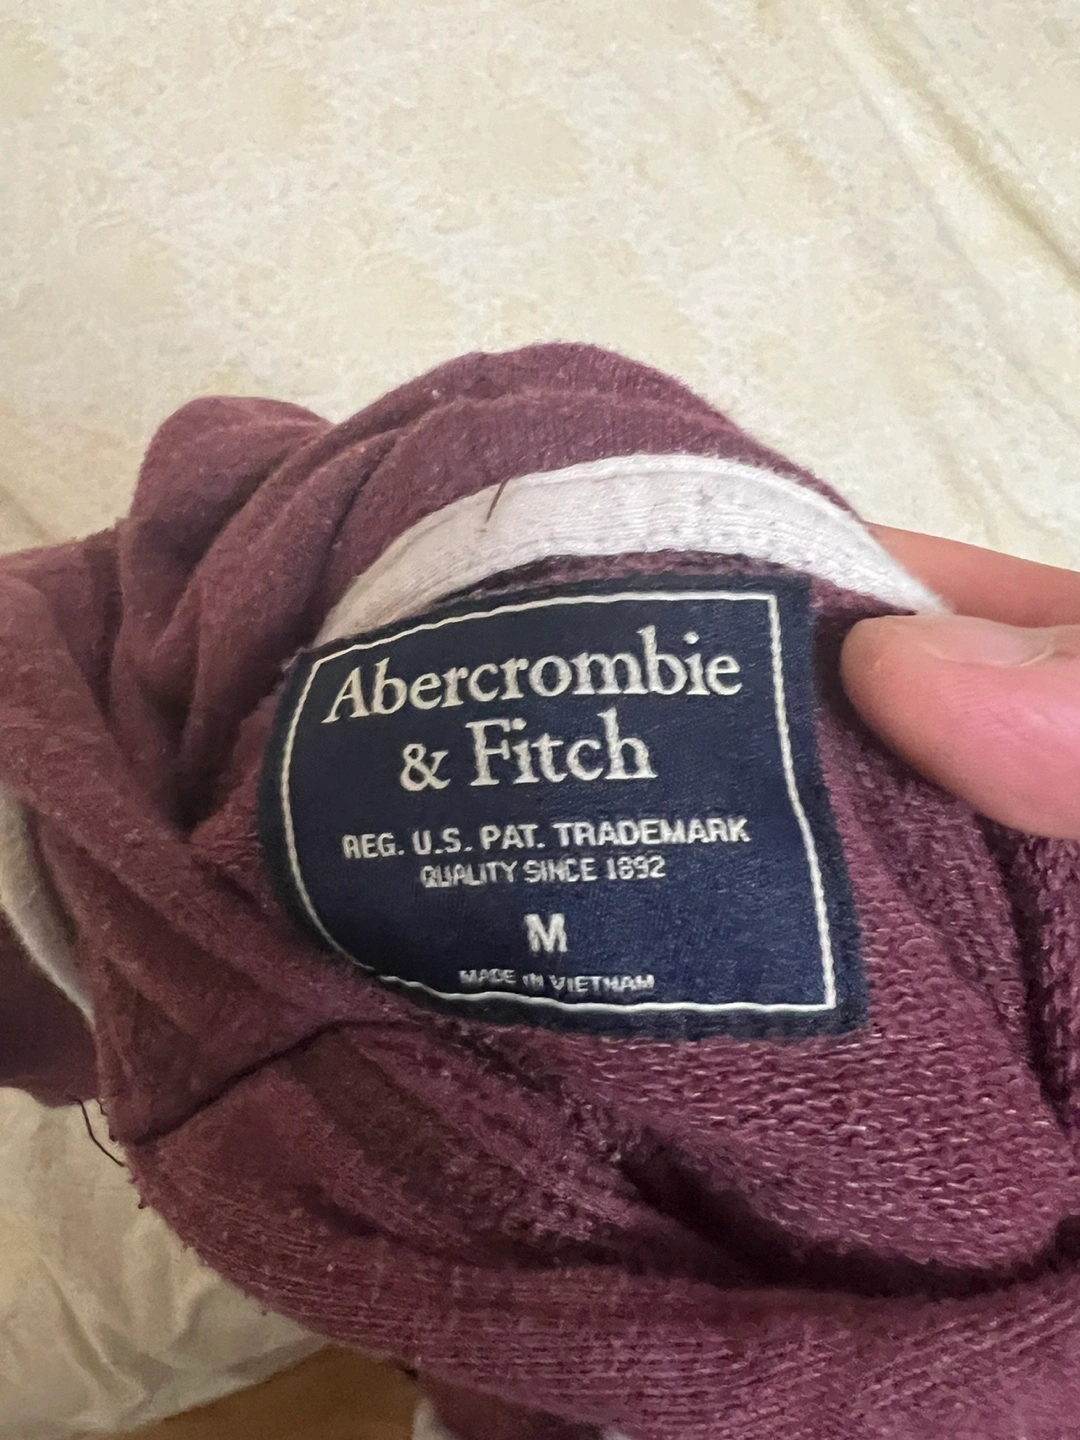 Abercrombie
& Fitch
REG. U.S. PAT. TRADEMARK
QUALITY SINCE 1892
M
MADE IN VIETNAM